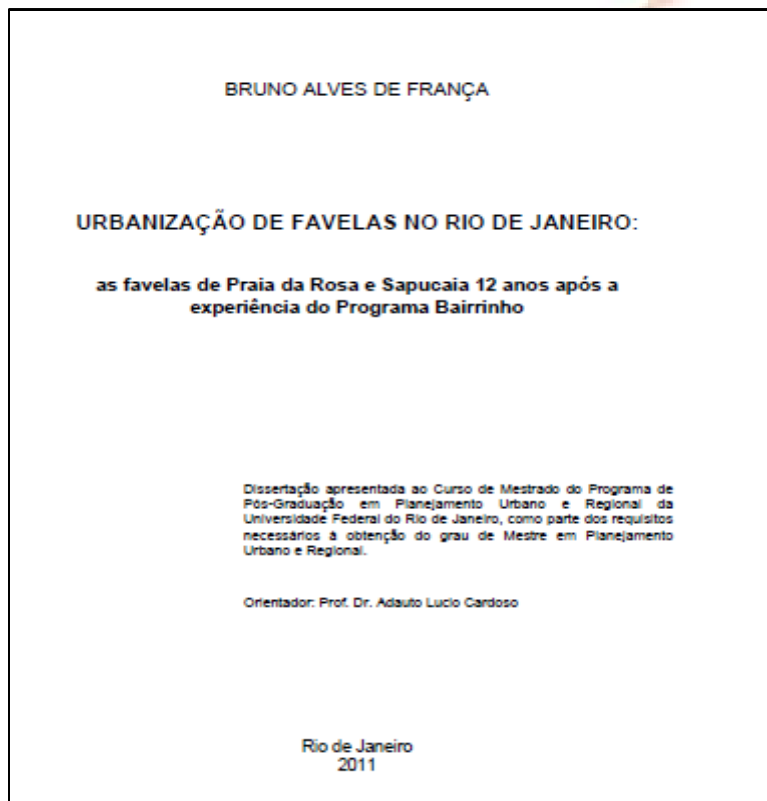 BRUNO ALVES DE FRANÇA
URBANIZAÇÃO DE FAVELAS NO RIO DE JANEIRO:
as favelas de Praia da Rosa e Sapucaia 12 anos após a
experiência do Programa Bairrinho
Dissertação apresentada ao Curso de Mestrado do Programa de
Pós-Graduação em Planejamento Urbano e Regional da
Universidade Federal do Rio de Janeiro, como parte dos requisitos
necessários à obtenção do grau de Mestre em Planejamento
Urbano e Regional.
Orientador: Prof. Dr. Adauto Lucio Cardoso
Rio de Janeiro
2011